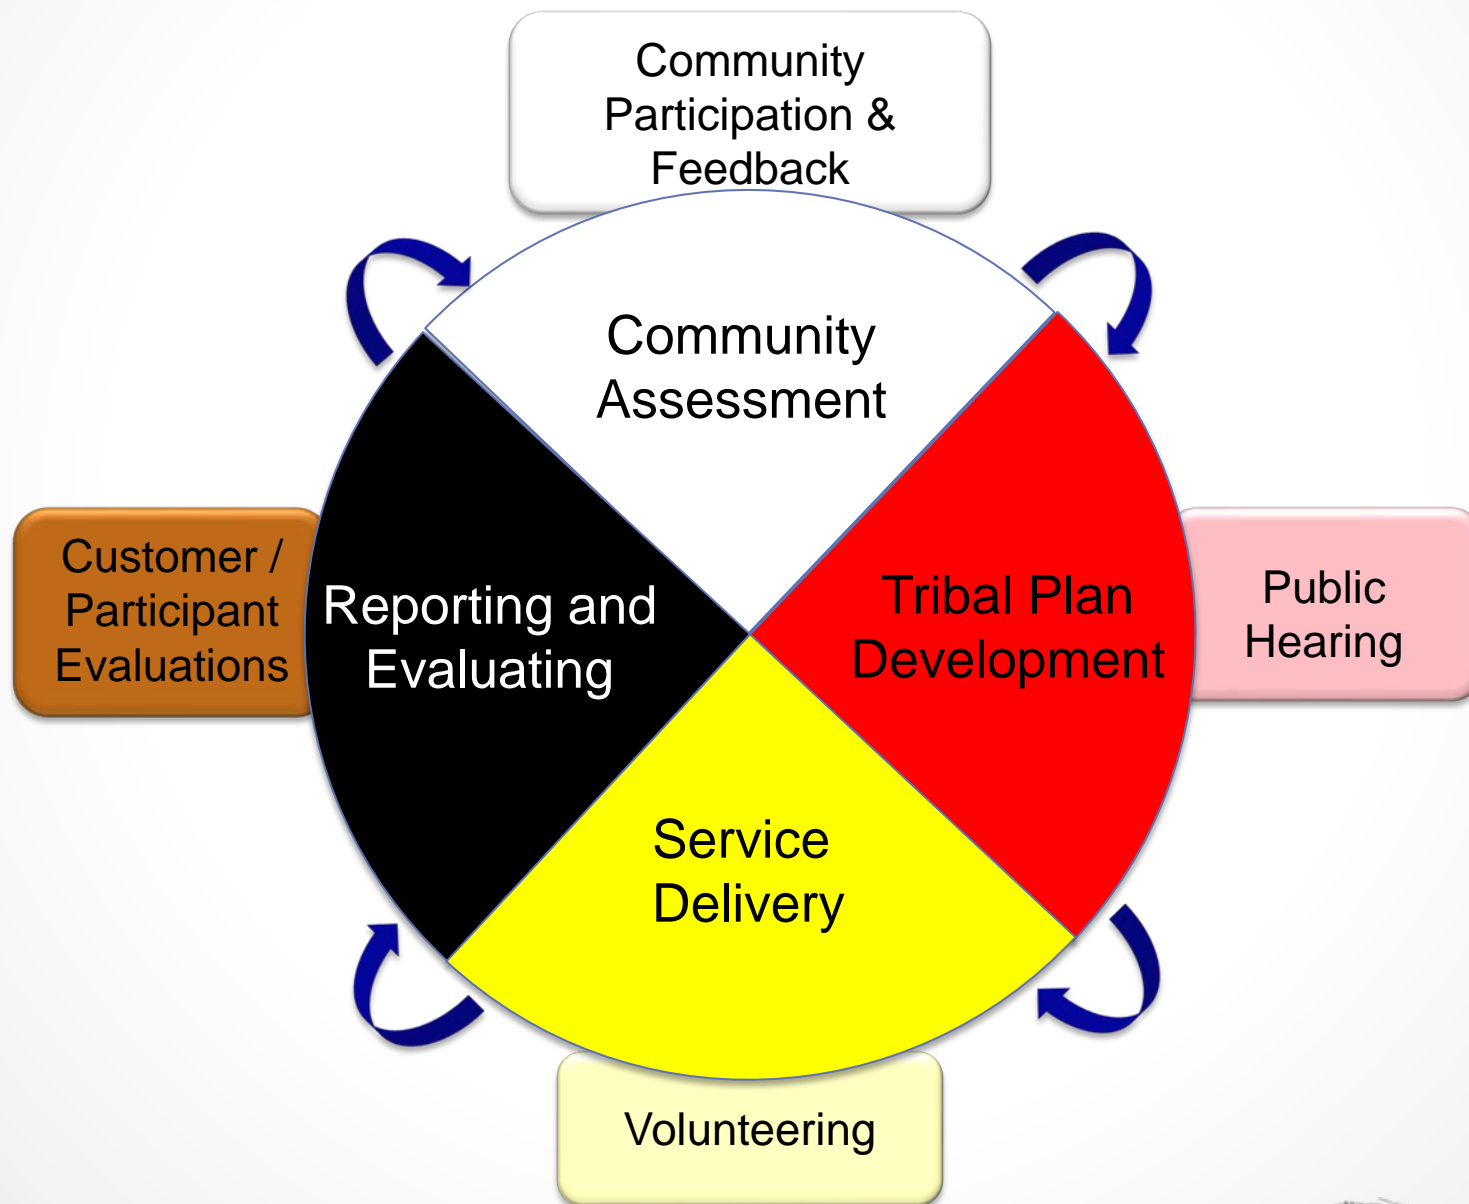 Community
Participation &
Feedback
Community
Assessment
Customer /
Participant
Evaluations
Reporting and
Evaluating
Tribal Plan
Development
Public
Hearing
Service
Delivery
Volunteering